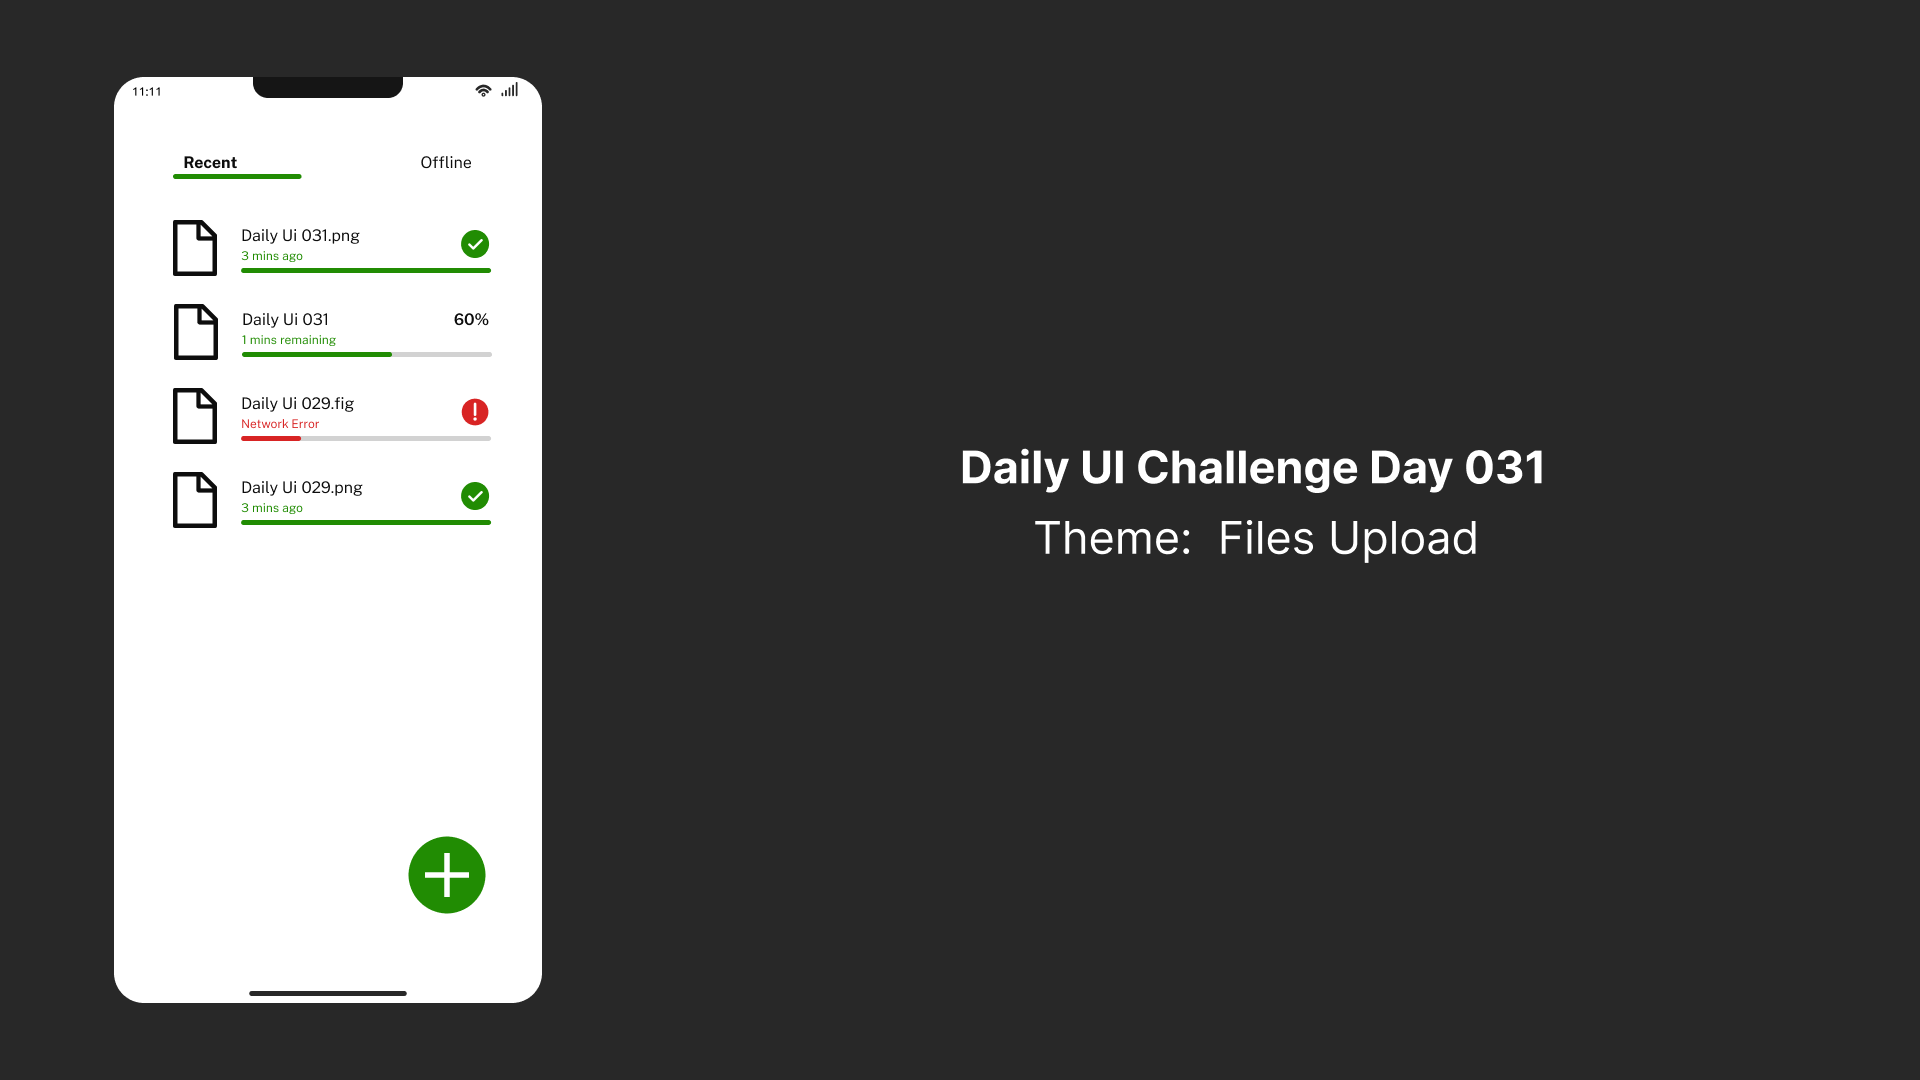 11:11
Recent
Offline
Daily Ui 031.png
3 mins ago
Daily Ui 031
60%
1 mins remaining
Daily Ui 029.fig
Network Error
Daily Ui 029.png
3 mins ago
Daily UI Challenge Day 031
Theme:  Files Upload